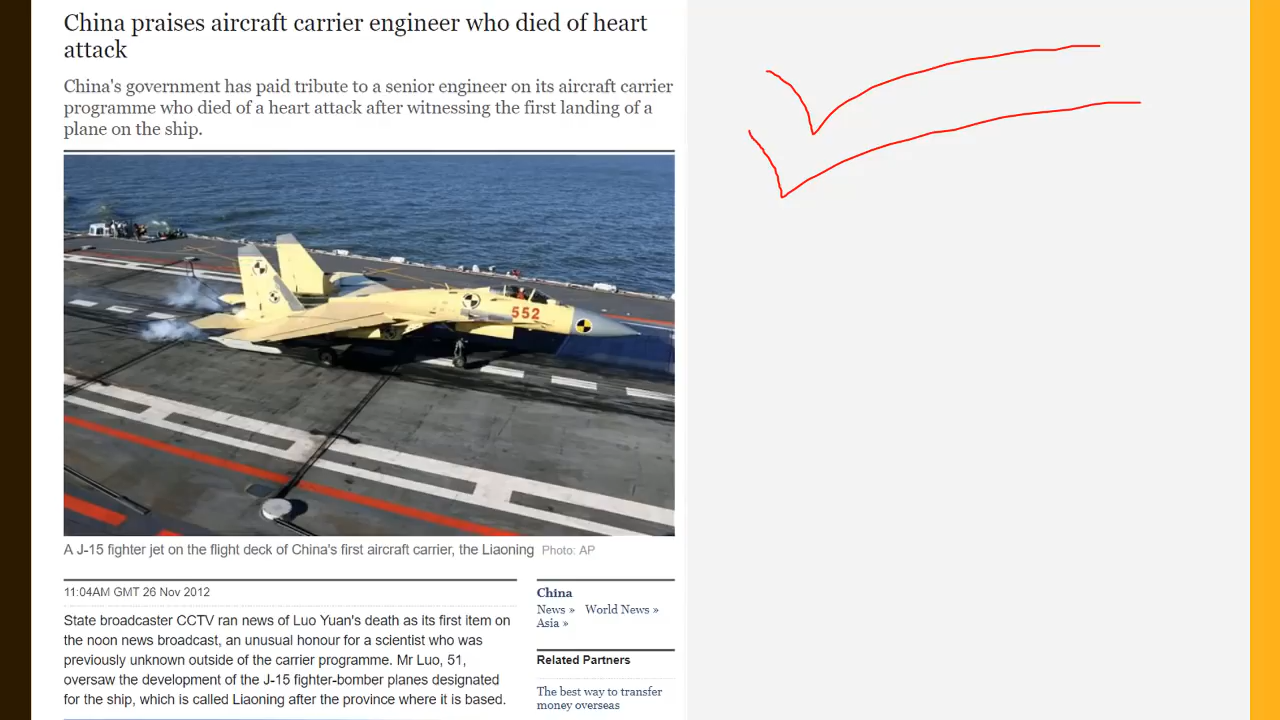 China praises aircraft carrier engineer who died of heart
attack
China's government has paid tribute to a senior engineer on its aircraft carrier
programme who died of a heart attack after witnessing the first landing of a
plane on the ship.
552
A J-15 fighter jet on the flight deck of China's first aircraft carrier, the Liaoning Photo: AP
11:04AM GMT 26 Nov 2012
State broadcaster CCTV ran news of Luo Yuan's death as its first item on
the noon news broadcast, an unusual honour for a scientist who was
previously unknown outside of the carrier programme. Mr Luo, 51,
oversaw the development of the J-15 fighter-bomber planes designated
for the ship, which is called Liaoning after the province where it is based.
China
News » World News »
Asia »
Related Partners
The best way to transfer
money overseas